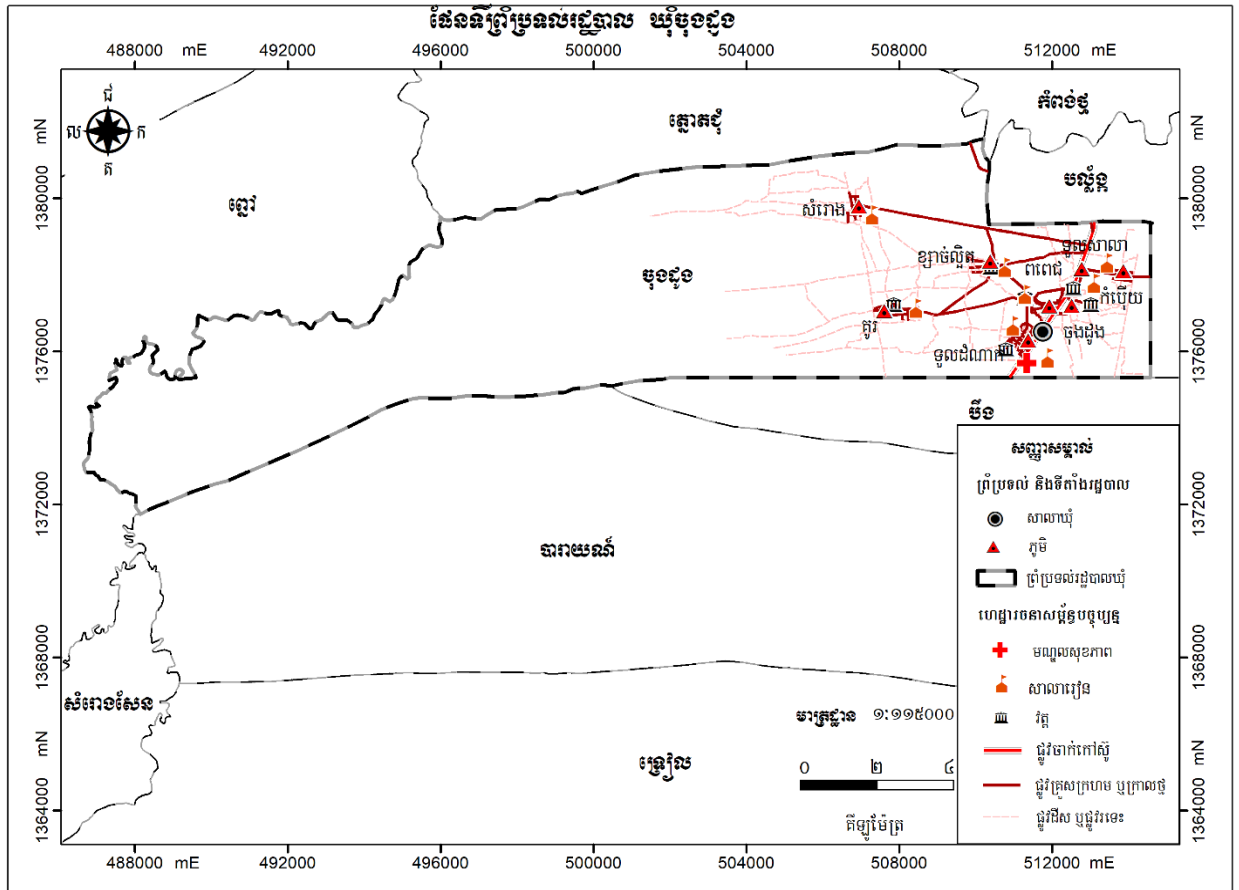 ផែនទីព្រំប្រទល់រដ្ឋបាល ឃុំចុងដូង
488000 mE 492000 496000 500000 504000 508000 512000 mE
ជ
ល ក
ត
កំពង់ថ្ម
ត្នោតជុំ
mN mN
បល្ល័ង្ក
ព្នៅ
1380000 1380000
សំរោង
ទួលសាលា
ខ្សាច់ល្អិត
ពពេជ
ចុងដូង
កំប៉ើយ
គូរ
ចុងដូង
ទួលដំណាក់
1376000 1376000
បឹង
សញ្ញាសម្គាល់
ព្រំប្រទល់ និងទីតាំងរដ្ឋបាល
សាលាឃុំ
ភូមិ
ព្រំប្រទល់រដ្ឋបាលឃុំ
ហេដ្ឋារចនាសម្ព័ន្ធបច្ចុប្បន្ន
មណ្ឌលសុខភាព
សាលារៀន
វត្ត
ផ្លូវចាក់កៅស៊ូ
ផ្លូវគ្រួសក្រហម ឬក្រាលថ្ម
ផ្លូវដីស ឬផ្លូវរទេះ
1372000 1372000
បារាយណ៍
1368000 1368000
សំរោងសែន
មាត្រដ្ឋាន ១:១១៥០០០
mN mN
ទ្រៀល
០ ២ ៤
គីឡូម៉ែត្រ
1364000 1364000
488000 mE 492000 496000 500000 504000 508000 512000 mE